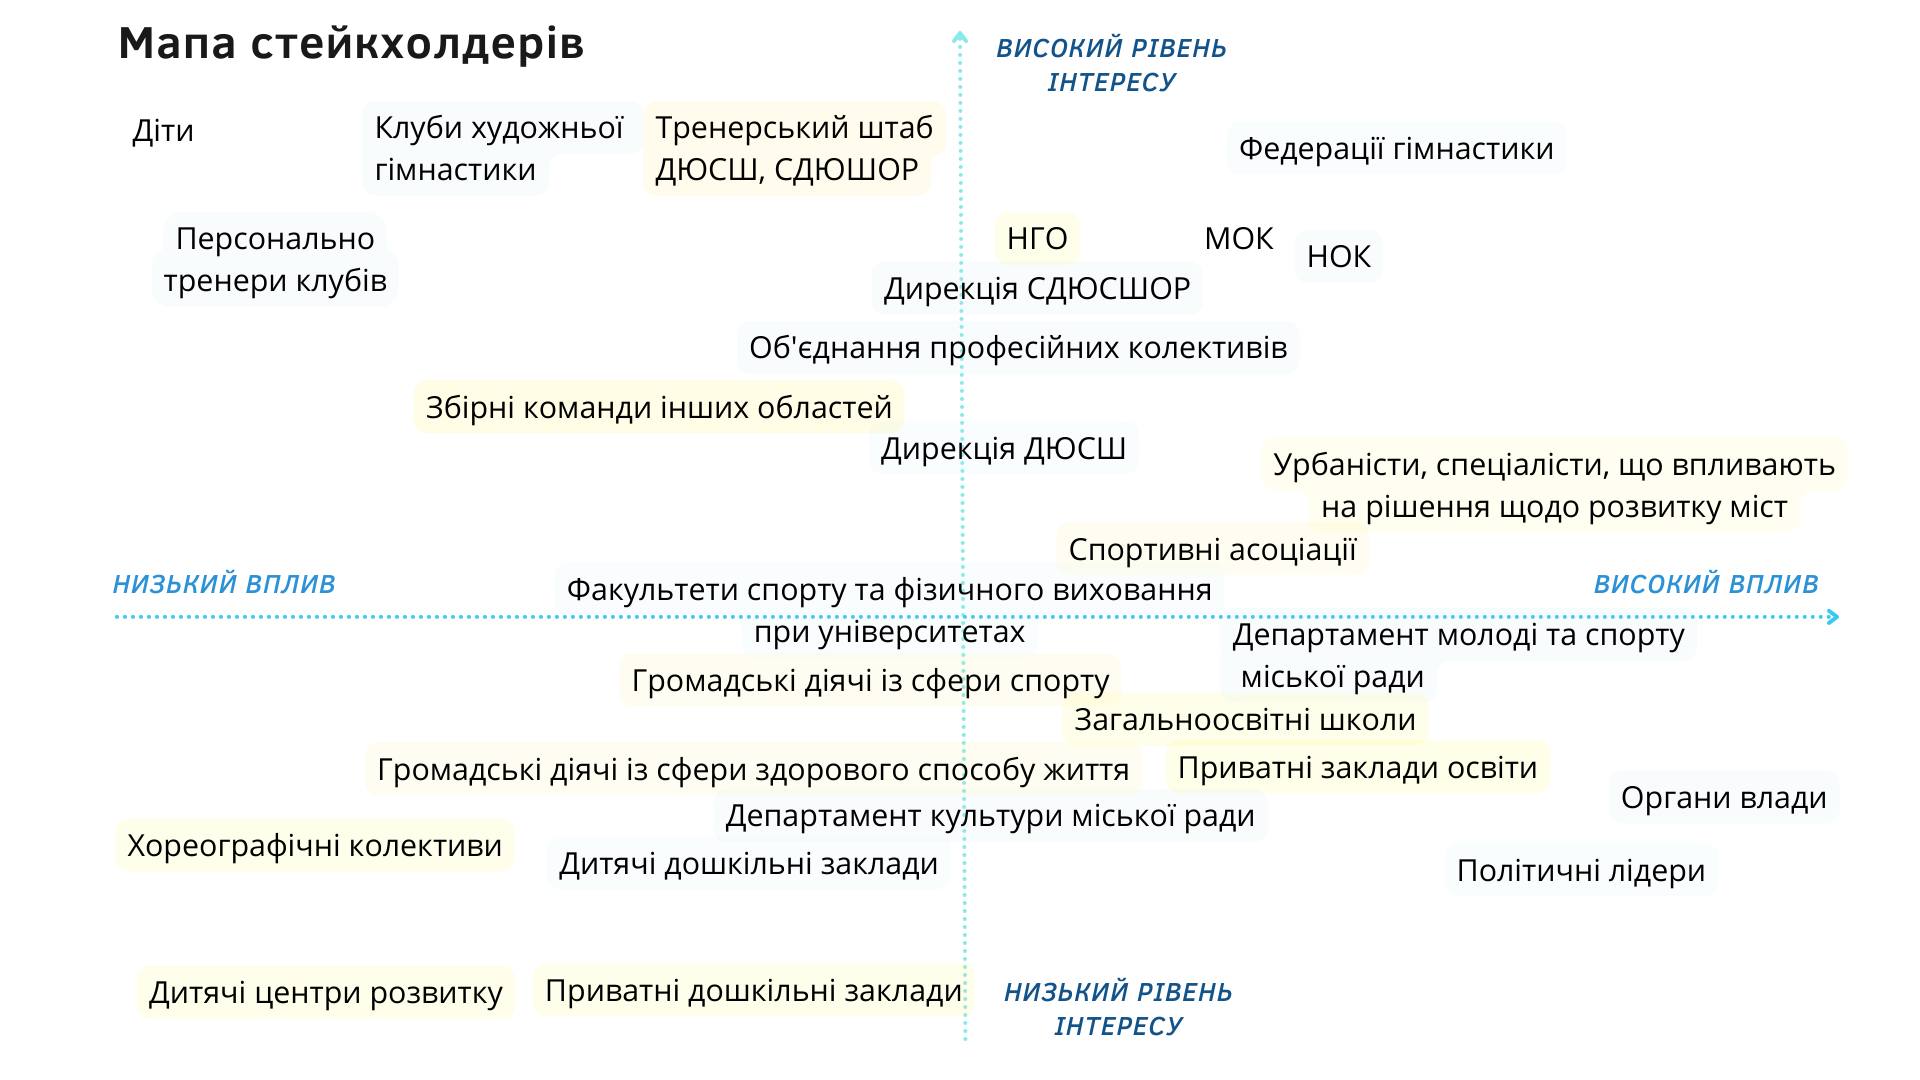 Мапа стейкхолдерів
ВИСОКИЙ РІВЕНЬ
ІНТЕРЕСУ
Діти
Клуби художньої
гімнастики
Тренерський штаб
ДЮСШ, СДЮШОР
Федерації гімнастики
Персонально
тренери клубів
НГО
МОК
НОК
Дирекція СДЮСШОР
Об'єднання професійних колективів
Збірні команди інших областей
Дирекція ДЮСШ
Урбаністи, спеціалісти, що впливають
на рішення щодо розвитку міст
Спортивні асоціації
НИЗЬКИЙ ВПЛИВ
Факультети спорту та фізичного виховання
при університетах
ВИСОКИЙ ВПЛИВ
Департамент молоді та спорту
міської ради
Громадські діячі із сфери спорту
Загальноосвітні школи
Громадські діячі із сфери здорового способу життя
Приватні заклади освіти
Органи влади
Департамент культури міської ради
Хореографічні колективи
Дитячі дошкільні заклади
Політичні лідери
Дитячі центри розвитку
Приватні дошкільні заклади
НИЗЬКИЙ РІВЕНЬ
ІНТЕРЕСУ